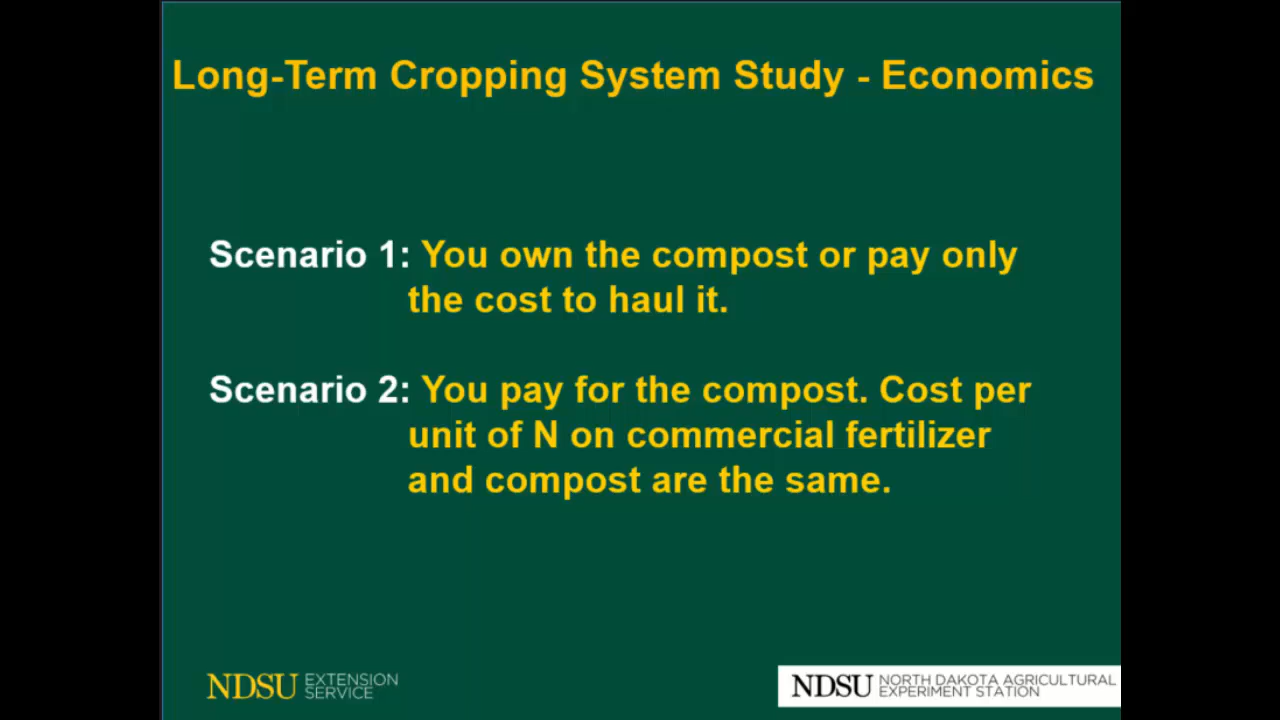 Long-Term Cropping System Study - Economics
Scenario 1: You own the compost or pay only
the cost to haul it.
Scenario 2: You pay for the compost. Cost per
unit of N on commercial fertilizer
and compost are the same.
NDSU EXTENSION
SERVICE
NDSU NORTH DAKOTA AGRICULTURAL
EXPERIMENT STATION